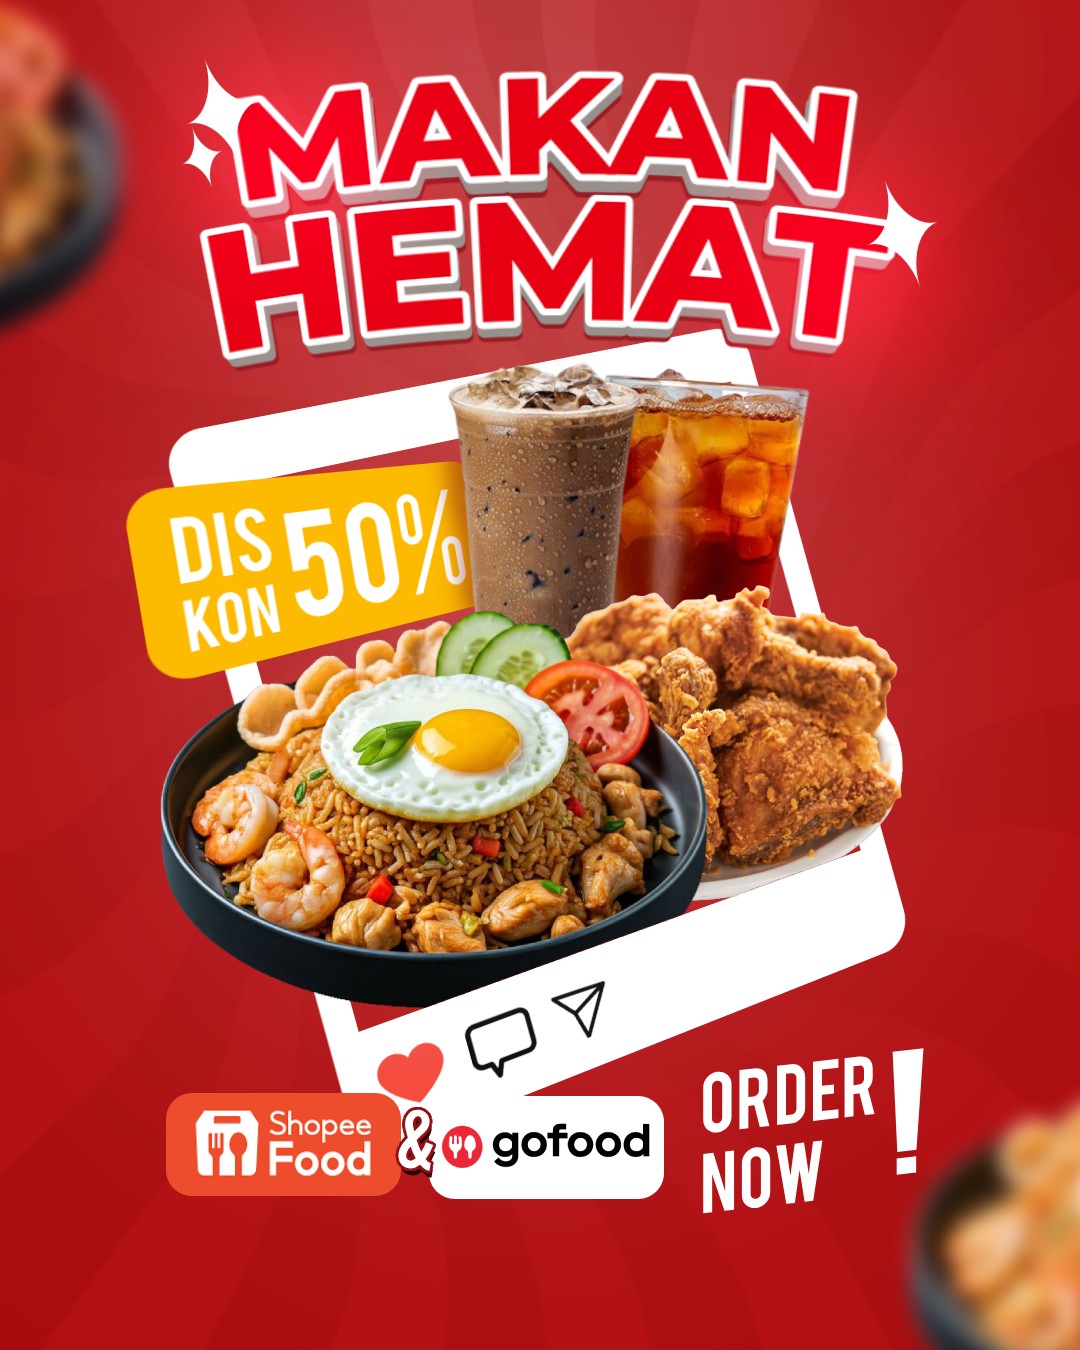 MAKAN
HEMAT
DIS
KON
50%
Shopee
Food
&
gofood
ORDER
NOW
!